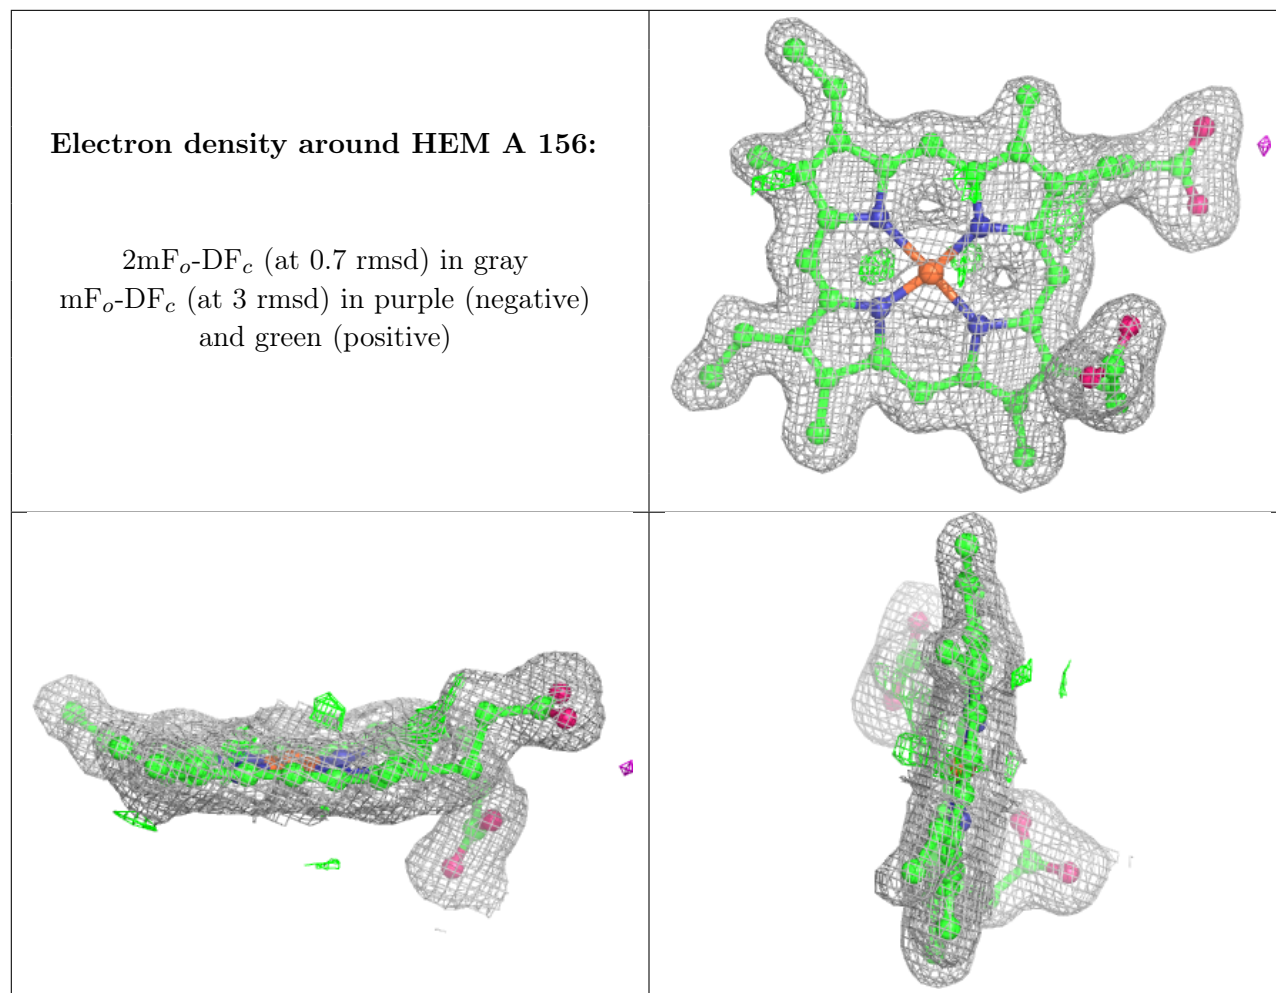 Electron density around HEM A 156:
2mFo-DFc (at 0.7 rmsd) in gray
mFo-DFc (at 3 rmsd) in purple (negative)
and green (positive)